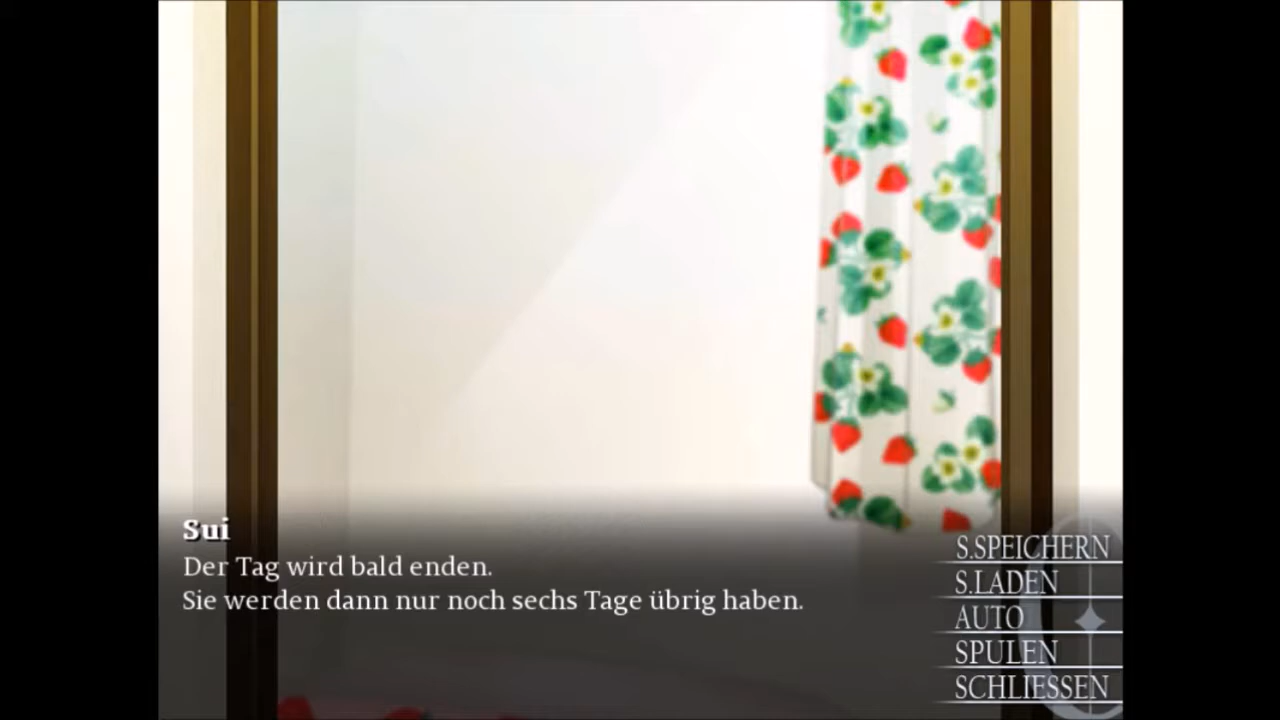 Sui
Der Tag wird bald enden.
Sie werden dann nur noch sechs Tage übrig haben.
S.SPEICHERN
S.LADEN
AUTO
SPULEN
SCHLIESSEN